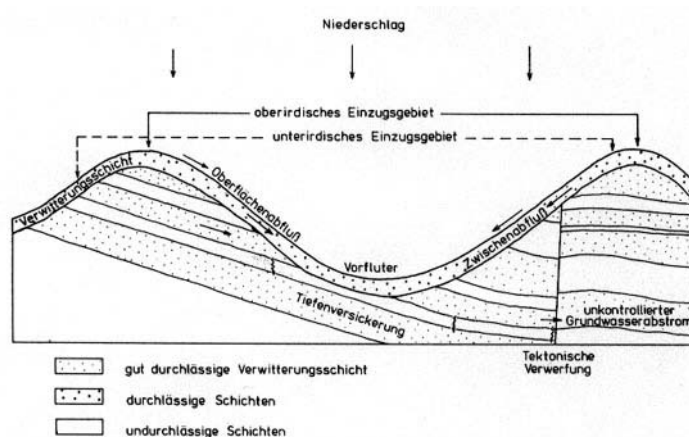 Niederschlag
oberirdisches Einzugsgebiet
unterirdisches Einzugsgebiet
Verwitterungsschicht
Oberflächenabfluß
Zwischenabfluß
Vorfluter
Tiefenversickerung
unkontrollierter
Grundwasserabstrom
Tektonische
Verwerfung
gut durchlässige Verwitterungsschicht
durchlässige Schichten
undurchlässige Schichten